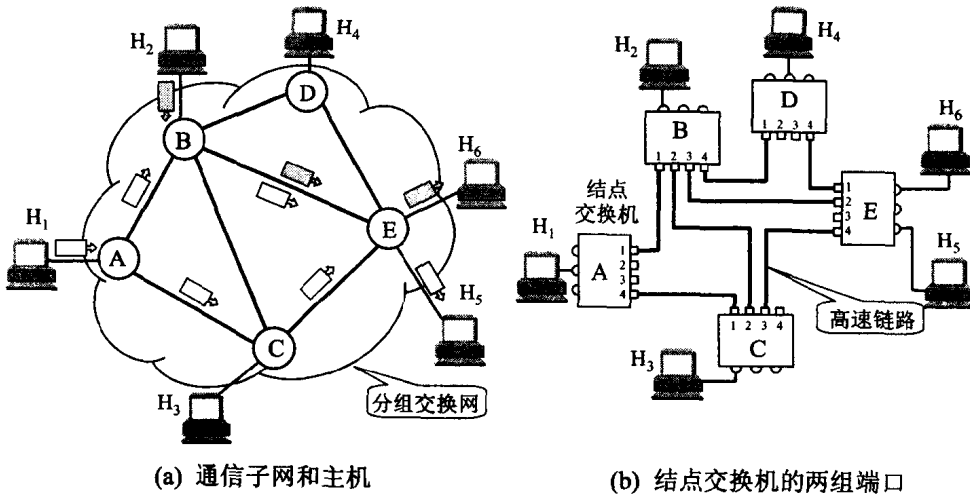 H₂
H₄
D
B
H₆
H₁
A
E
H₅
C
H₃
分组交换网
(a) 通信子网和主机
H₂
H₄
D
1 2 3 4
B
1 2 3 4
H₆
结点
交换机
1
2
3
4
E
H₁
A
1
2
3
4
H₅
1 2 3 4
C
高速链路
H₃
(b) 结点交换机的两组端口